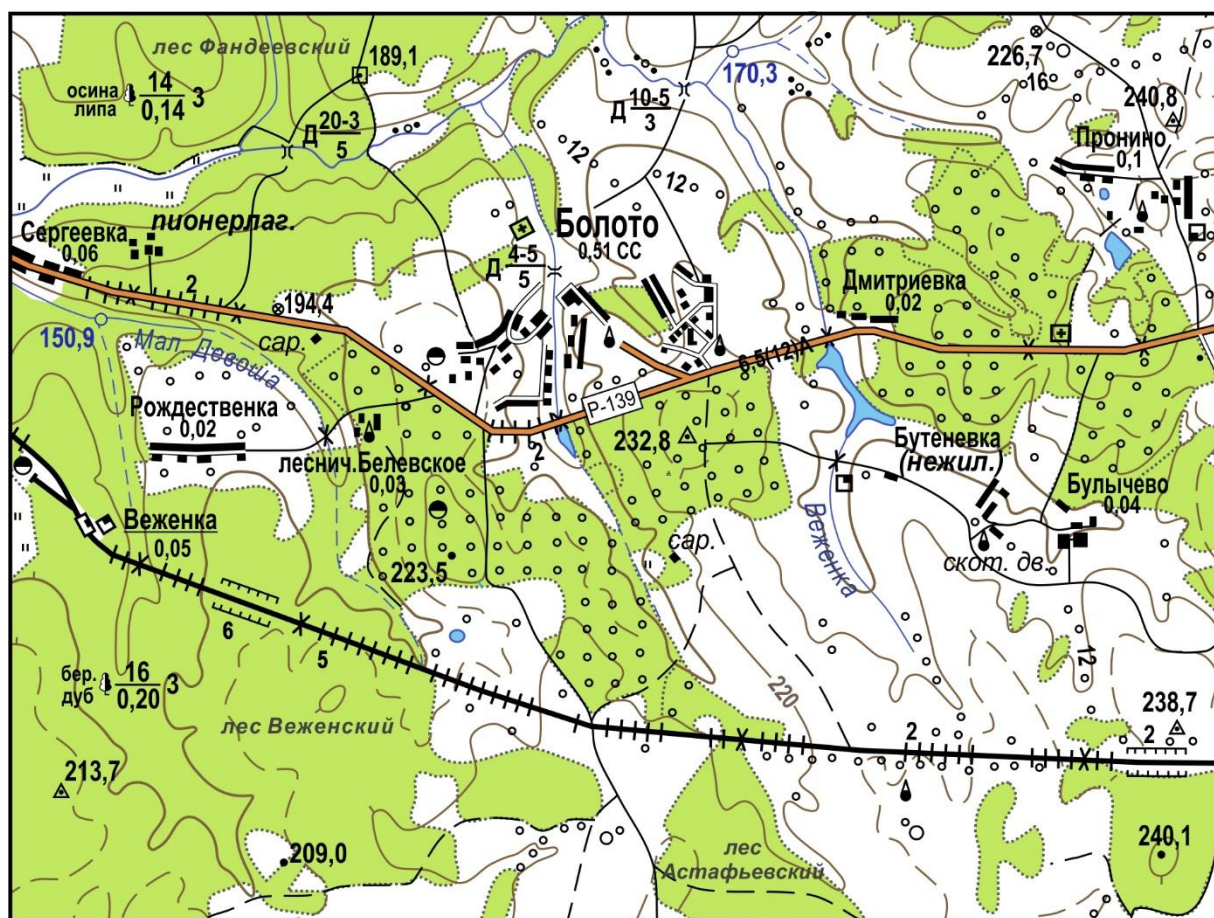 лес Фандеевский
189,1
осина
липа
14
0,14
3
Д
20-3
5
Д
10-5
3
170,3
226,7
16
240,8
Пронино
0,1
12
12
Сергеевка
0,06
пионерлаг.
Болото
0,51 СС
Д
4-5
5
2
194,4
сар.
Дмитриевка
0,02
150,9
Мал. Девоша
6,5(12)А
Р-139
Рождественка
0,02
леснич.Белевское
0,03
2
232,8
Бутеневка
(нежил.)
Булычево
0,04
Веженка
0,05
223,5
сар.
Веженка
скот. дв.
6
5
бер.
дуб
16
0,20
3
лес Веженский
220
12
238,7
2
2
213,7
209,0
лес
Астафьевский
240,1